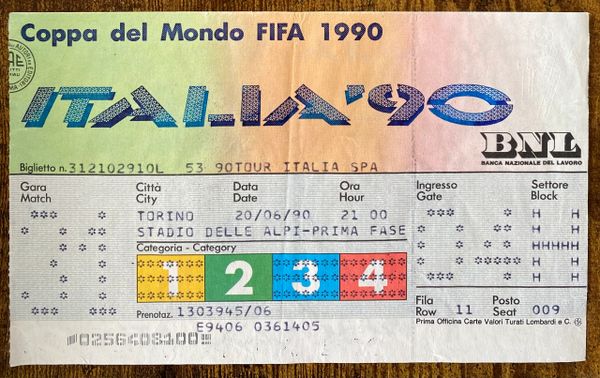 Coppa del Mondo FIFA 1990
ITALIA'90
BNL
BANCA NAZIONALE DEL LAVORO
Biglietto n. 312102910L 53 90TOUR ITALIA SPA
Gara Città Data Ora Ingresso Settore
Match City Date Hour Gate Block
TORINO 20/06/90 21 00
STADIO DELLE ALPI-PRIMA FASE
Categoria - Category
1 2 3 4
Fila Posto
Row 11 Seat 009
Prenotaz. 1303945/06
Prima Officina Carte Valori Turati Lombardi e C.
E9406 0361405